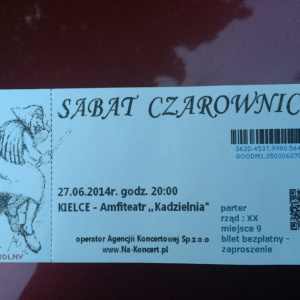 SABAT CZAROWNIC
27.06.2014r. godz. 20:00
KIELCE - Amfiteatr ,,Kadzielnia"
parter
rząd : XX
miejsce 9
bilet bezpłatny -
zaproszenie
operator Agencji Koncertowej Sp.z.o.o
www.Na-Koncert.pl